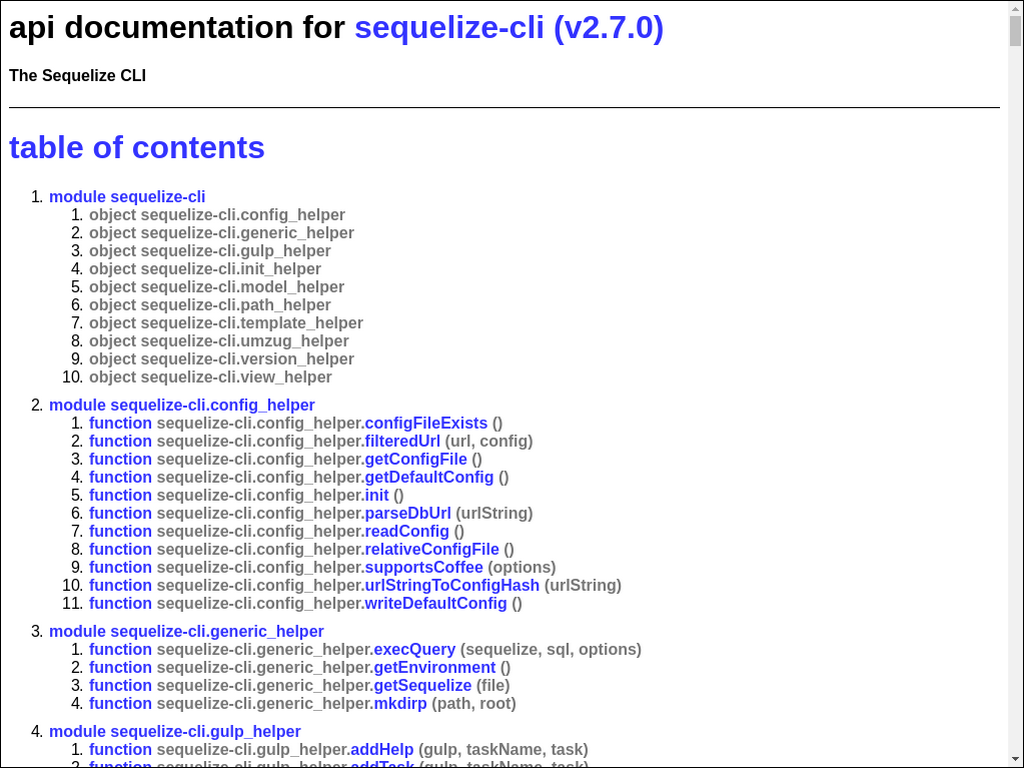 api documentation for sequelize-cli (v2.7.0)
The Sequelize CLI
table of contents
1. module sequelize-cli
1. object sequelize-cli.config_helper
2. object sequelize-cli.generic_helper
3. object sequelize-cli.gulp_helper
4. object sequelize-cli.init_helper
5. object sequelize-cli.model_helper
6. object sequelize-cli.path_helper
7. object sequelize-cli.template_helper
8. object sequelize-cli.umzug_helper
9. object sequelize-cli.version_helper
10. object sequelize-cli.view_helper
2. module sequelize-cli.config_helper
1. function sequelize-cli.config_helper.configFileExists ()
2. function sequelize-cli.config_helper.filteredUrl (url, config)
3. function sequelize-cli.config_helper.getConfigFile ()
4. function sequelize-cli.config_helper.getDefaultConfig ()
5. function sequelize-cli.config_helper.init ()
6. function sequelize-cli.config_helper.parseDbUrl (urlString)
7. function sequelize-cli.config_helper.readConfig ()
8. function sequelize-cli.config_helper.relativeConfigFile ()
9. function sequelize-cli.config_helper.supportsCoffee (options)
10. function sequelize-cli.config_helper.urlStringToConfigHash (urlString)
11. function sequelize-cli.config_helper.writeDefaultConfig ()
3. module sequelize-cli.generic_helper
1. function sequelize-cli.generic_helper.execQuery (sequelize, sql, options)
2. function sequelize-cli.generic_helper.getEnvironment ()
3. function sequelize-cli.generic_helper.getSequelize (file)
4. function sequelize-cli.generic_helper.mkdirp (path, root)
4. module sequelize-cli.gulp_helper
1. function sequelize-cli.gulp_helper.addHelp (gulp, taskName, task)
2. function sequelize-cli.gulp_helper.addTask (gulp, taskName, task)